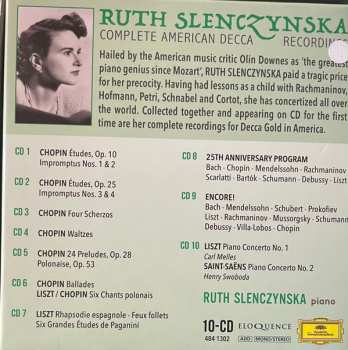 RUTH SLENCZYNSKA
COMPLETE AMERICAN DECCA RECORDING
Hailed by the American music critic Olin Downes as 'the greatest
piano genius since Mozart', RUTH SLENCZYNSKA paid a tragic price
for her precocity. Having had lessons as a child with Rachmaninov,
Hofmann, Petri, Schnabel and Cortot, she has concertized all over
the world. Collected together and appearing on CD for the first
time are her complete recordings for Decca Gold in America.
CD 1 CHOPIN Études, Op. 10
Impromptus Nos. 1 & 2
CD 2 CHOPIN Études, Op. 25
Impromptus Nos. 3 & 4
CD 3 CHOPIN Four Scherzos
CD 4 CHOPIN Waltzes
CD 5 CHOPIN 24 Preludes, Op. 28
Polonaise, Op. 53
CD 6 CHOPIN Ballades
LISZT / CHOPIN Six Chants polonais
CD 7 LISZT Rhapsodie espagnole · Feux follets
Six Grandes Études de Paganini
CD 8 25TH ANNIVERSARY PROGRAM
Bach · Chopin · Mendelssohn · Rachmaninov
Scarlatti · Bartók · Schumann · Debussy · Liszt
CD 9 ENCORE!
Bach · Mendelssohn · Schubert · Prokofiev
Liszt · Rachmaninov · Mussorgsky · Schumann
Debussy · Villa-Lobos · Chopin
CD 10 LISZT Piano Concerto No. 1
Carl Melles
SAINT-SAËNS Piano Concerto No. 2
Henry Swoboda
RUTH SLENCZYNSKA piano
10-CD ELOQUENCE
484 1302 ADD MONO/STEREO